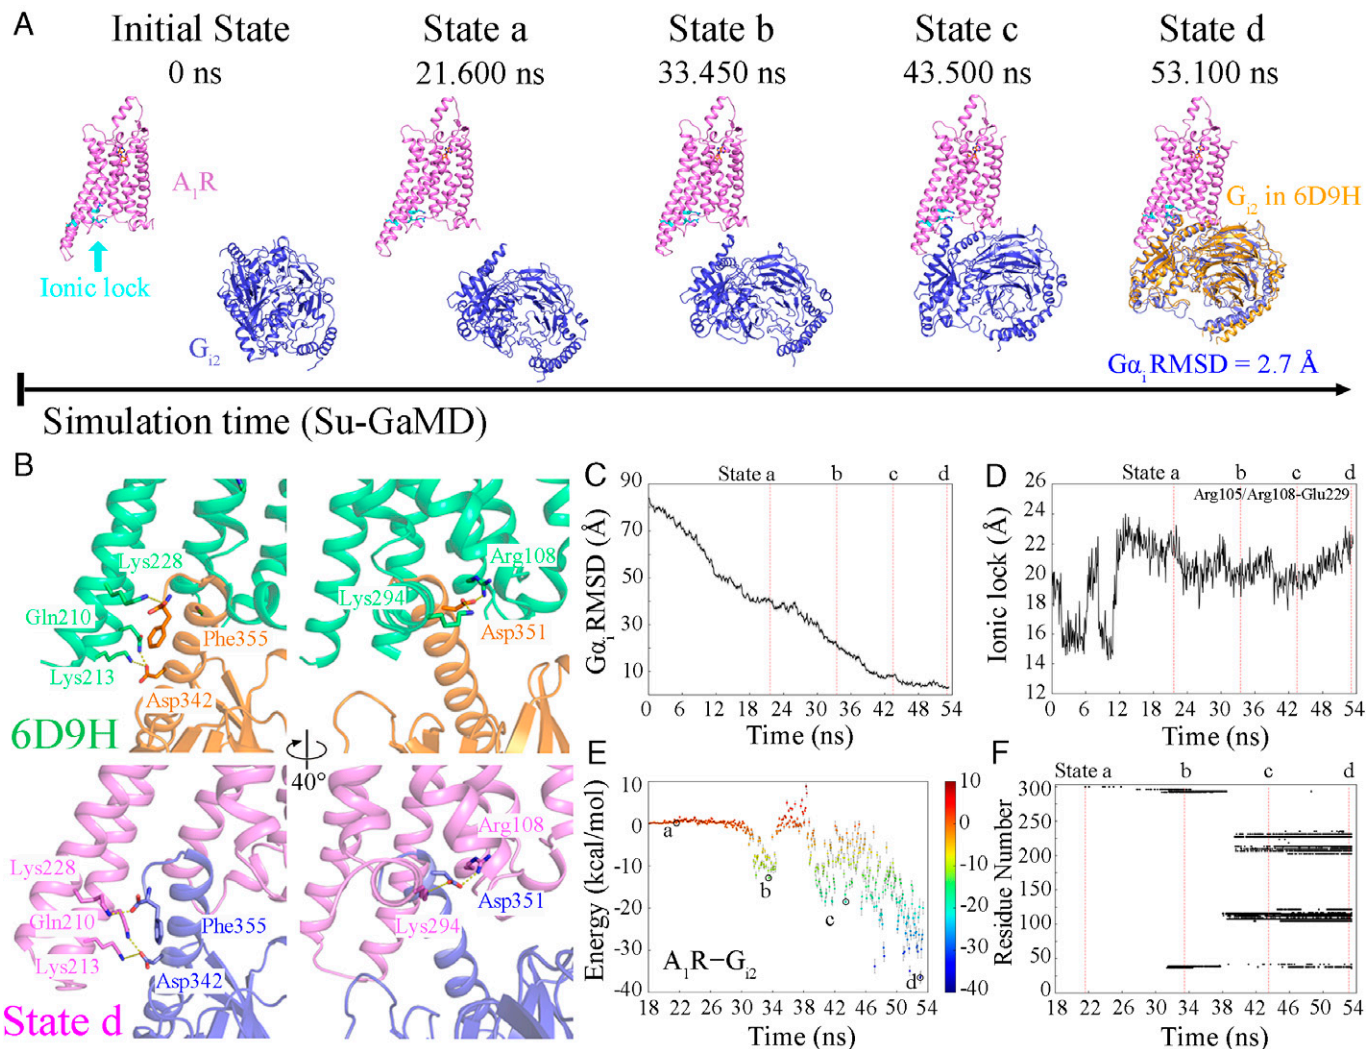 A
Initial State
State a
State b
State c
State d
0 ns
21.600 ns
33.450 ns
43.500 ns
53.100 ns
A₁R
Gᵢ₂ in 6D9H
Ionic lock
Gᵢ₂
Gαᵢ RMSD = 2.7 Å
Simulation time (Su-GaMD)
B
Lys228
Gln210
Phe355
Lys213
Asp342
6D9H
Arg108
Lys294
Asp351
40°
Lys228
Gln210
Phe355
Lys213
Asp342
State d
Arg108
Asp351
Lys294
C
State a
b
c
d
90
70
50
30
10
Gαᵢ RMSD (Å)
0 6 12 18 24 30 36 42 48 54
Time (ns)
D
State a
b
c
d
Arg105/Arg108-Glu229
26
24
22
20
18
16
14
12
Ionic lock (Å)
0 6 12 18 24 30 36 42 48 54
Time (ns)
E
10
0
-10
-20
-30
-40
Energy (kcal/mol)
a
b
c
d
A₁R−Gᵢ₂
18 22 26 30 34 38 42 46 50 54
Time (ns)
10
0
-10
-20
-30
-40
F
State a
b
c
d
300
250
200
150
100
50
0
Residue Number
18 22 26 30 34 38 42 46 50 54
Time (ns)